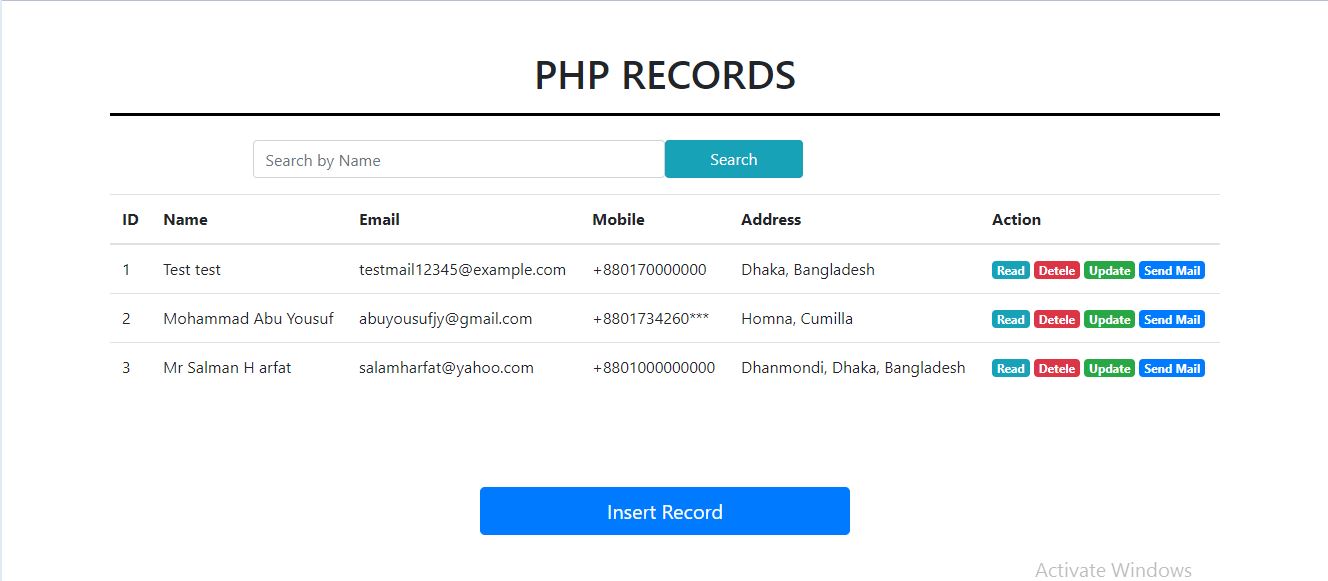 PHP RECORDS
Search by Name Search
ID Name Email Mobile Address Action
1 Test test testmail12345@example.com +880170000000 Dhaka, Bangladesh Read Detele Update Send Mail
2 Mohammad Abu Yousuf abuyousufjy@gmail.com +8801734260*** Homna, Cumilla Read Detele Update Send Mail
3 Mr Salman H arfat salamharfat@yahoo.com +8801000000000 Dhanmondi, Dhaka, Bangladesh Read Detele Update Send Mail
Insert Record
Activate Windows